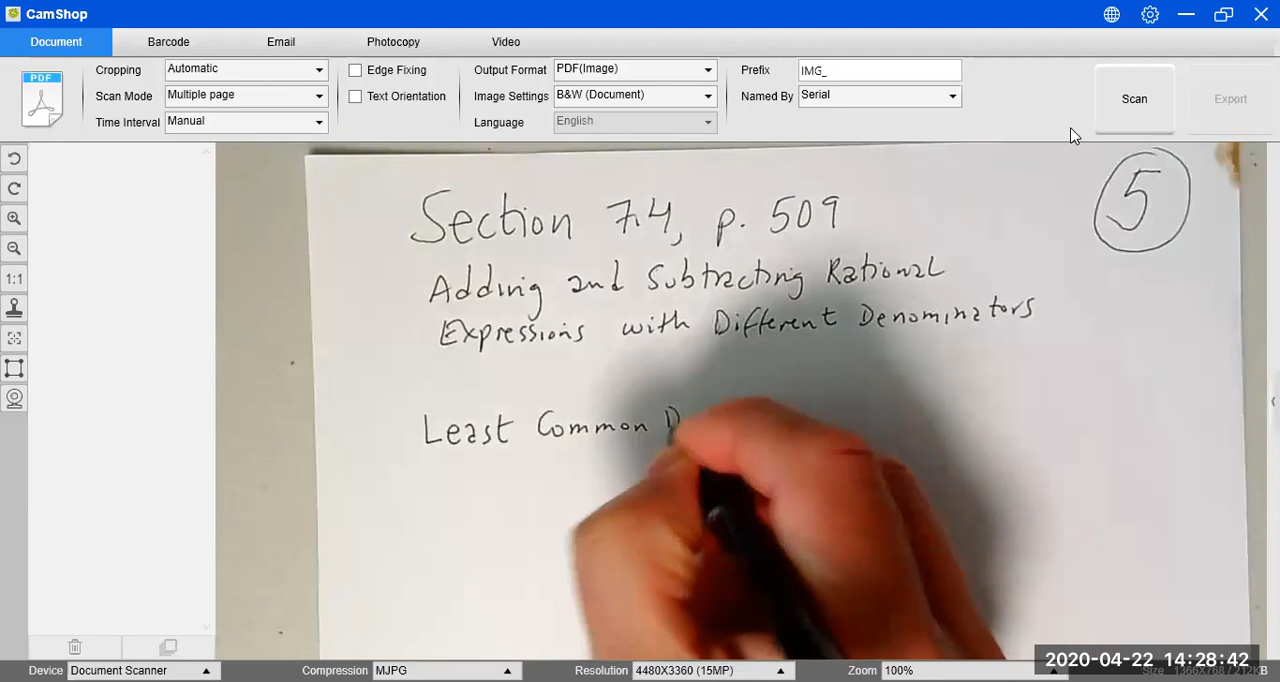 CamShop
Document Barcode Email Photocopy Video
PDF
Cropping Automatic Edge Fixing Output Format PDF(Image) Prefix IMG_
Scan Mode Multiple page Text Orientation Image Settings B&W (Document) Named By Serial
Time Interval Manual Language English
Scan Export
1:1
5
Section 7.4, p. 509
Adding and Subtracting Rational
Expressions with Different Denominators
Least Common D
Device Document Scanner Compression MJPG Resolution 4480X3360 (15MP) Zoom 100%
2020-04-22 14:28:42